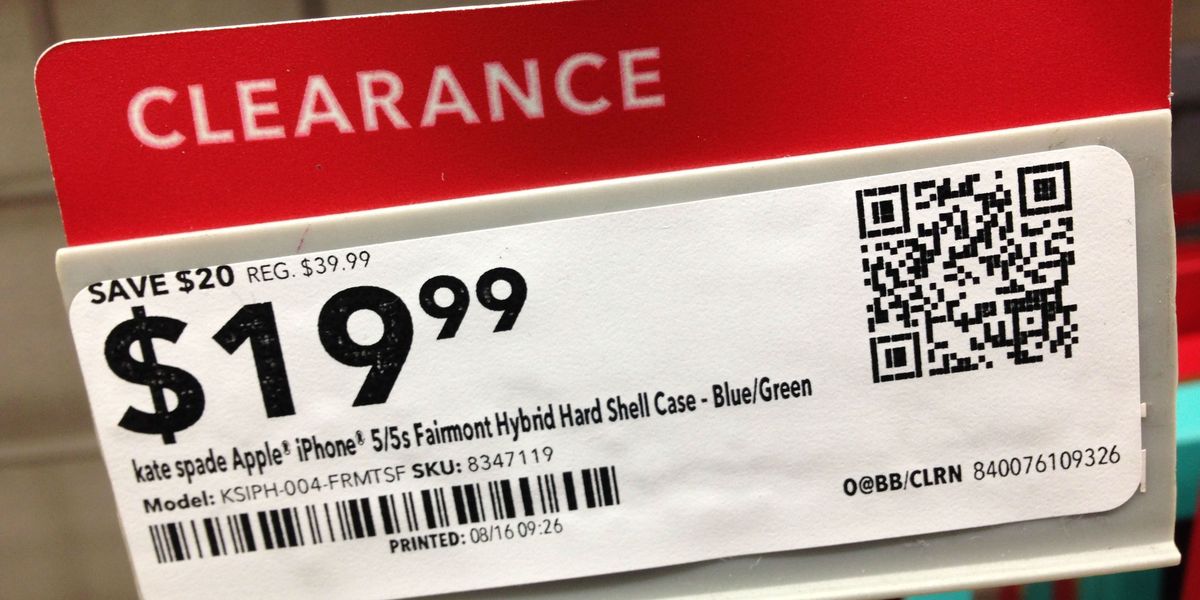 CLEARANCE
SAVE $20 REG. $39.99
$19.99
kate spade Apple® iPhone® 5/5s Fairmont Hybrid Hard Shell Case - Blue/Green
Model: KSIPH-004-FRMTSF SKU: 8347119
PRINTED: 08/16 09:26
O@BB/CLRN 840076109326